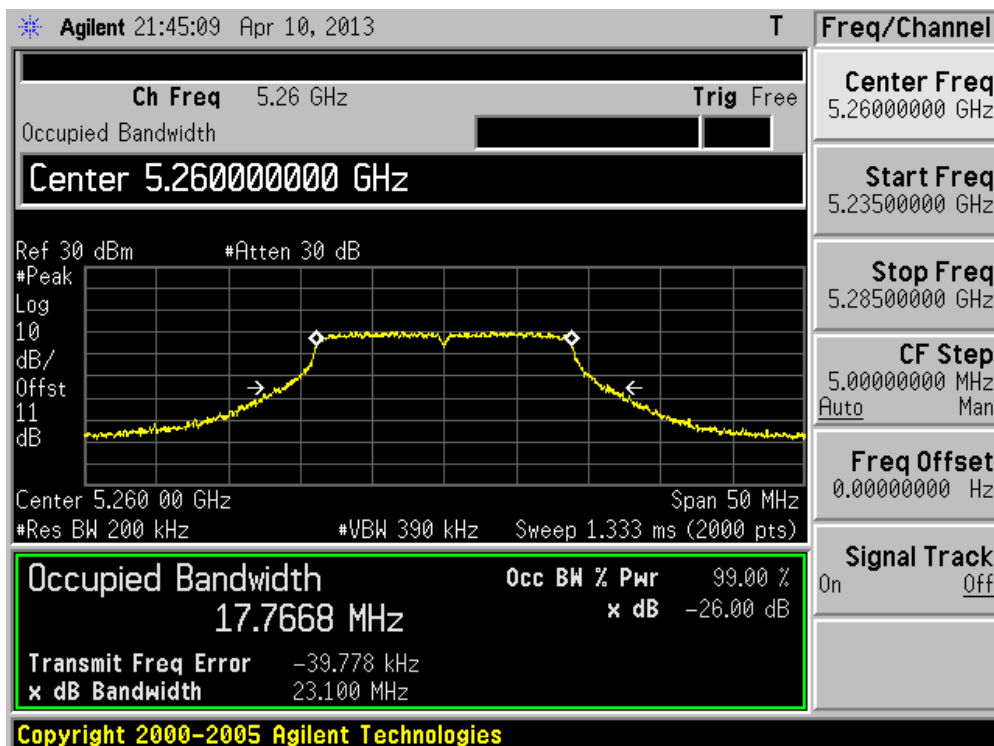 Agilent 21:45:09 Apr 10, 2013 T
Ch Freq 5.26 GHz Trig Free
Occupied Bandwidth
Center 5.260000000 GHz
Ref 30 dBm #Atten 30 dB
#Peak
Log
10
dB/
Offst
11
dB
Center 5.260 00 GHz Span 50 MHz
#Res BW 200 kHz #VBW 390 kHz Sweep 1.333 ms (2000 pts)
Occupied Bandwidth
17.7668 MHz
Occ BW % Pwr 99.00 %
x dB -26.00 dB
Transmit Freq Error -39.778 kHz
x dB Bandwidth 23.100 MHz
Copyright 2000-2005 Agilent Technologies
Freq/Channel
Center Freq
5.26000000 GHz
Start Freq
5.23500000 GHz
Stop Freq
5.28500000 GHz
CF Step
5.00000000 MHz
Auto Man
Freq Offset
0.00000000 Hz
Signal Track
On Off